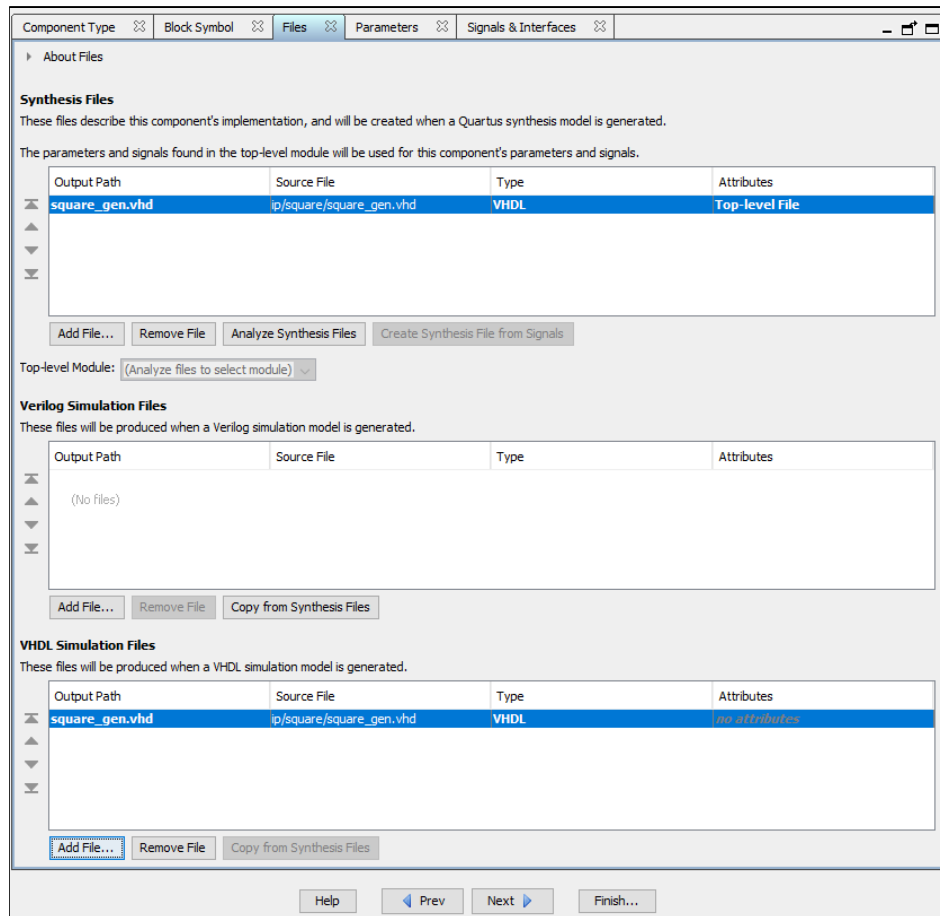 Component Type Block Symbol Files Parameters Signals & Interfaces
About Files
Synthesis Files
These files describe this component's implementation, and will be created when a Quartus synthesis model is generated.
The parameters and signals found in the top-level module will be used for this component's parameters and signals.
Output Path Source File Type Attributes
square_gen.vhd ip/square/square_gen.vhd VHDL Top-level File
Add File... Remove File Analyze Synthesis Files Create Synthesis File from Signals
Top-level Module: (Analyze files to select module)
Verilog Simulation Files
These files will be produced when a Verilog simulation model is generated.
Output Path Source File Type Attributes
(No files)
Add File... Remove File Copy from Synthesis Files
VHDL Simulation Files
These files will be produced when a VHDL simulation model is generated.
Output Path Source File Type Attributes
square_gen.vhd ip/square/square_gen.vhd VHDL no attributes
Add File... Remove File Copy from Synthesis Files
Help Prev Next Finish...